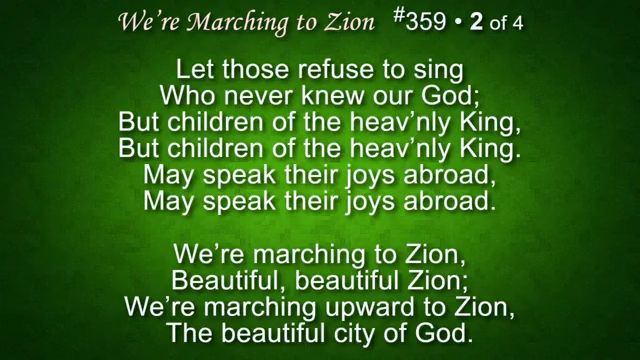 We’re Marching to Zion #359 • 2 of 4
Let those refuse to sing
Who never knew our God;
But children of the heav’nly King,
But children of the heav’nly King.
May speak their joys abroad,
May speak their joys abroad.
We’re marching to Zion,
Beautiful, beautiful Zion;
We’re marching upward to Zion,
The beautiful city of God.